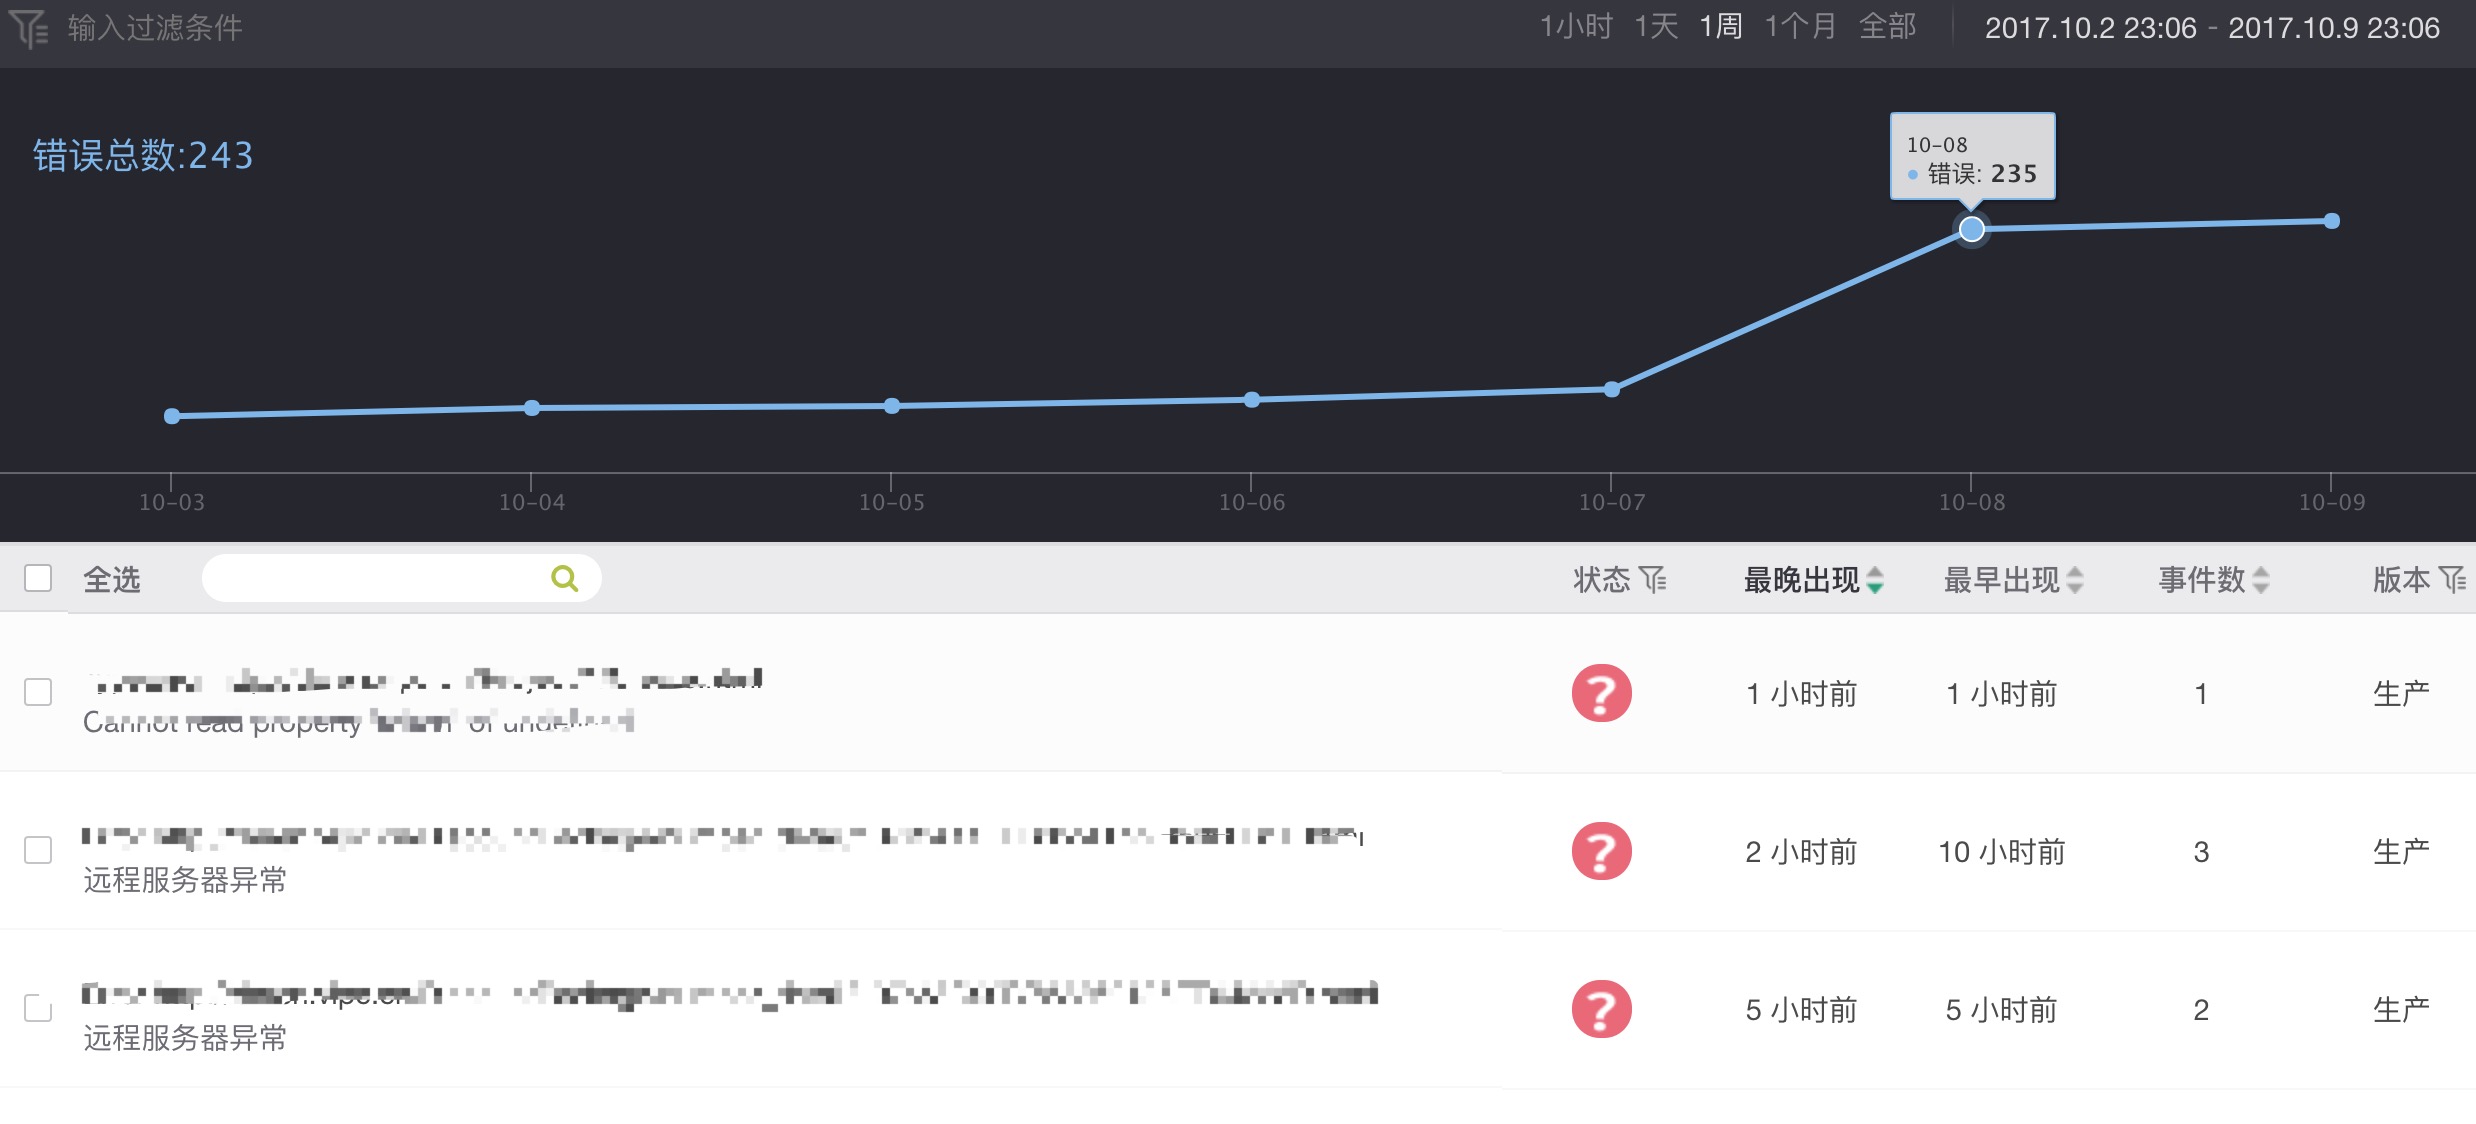 输入过滤条件
1小时 1天 1周 1个月 全部 2017.10.2 23:06 - 2017.10.9 23:06
错误总数:243
10-08
错误: 235
10-03 10-04 10-05 10-06 10-07 10-08 10-09
全选 状态 最晚出现 最早出现 事件数 版本
Cannot read property
1 小时前 1 小时前 1 生产
2 小时前 10 小时前 3 生产
远程服务器异常
5 小时前 5 小时前 2 生产
远程服务器异常